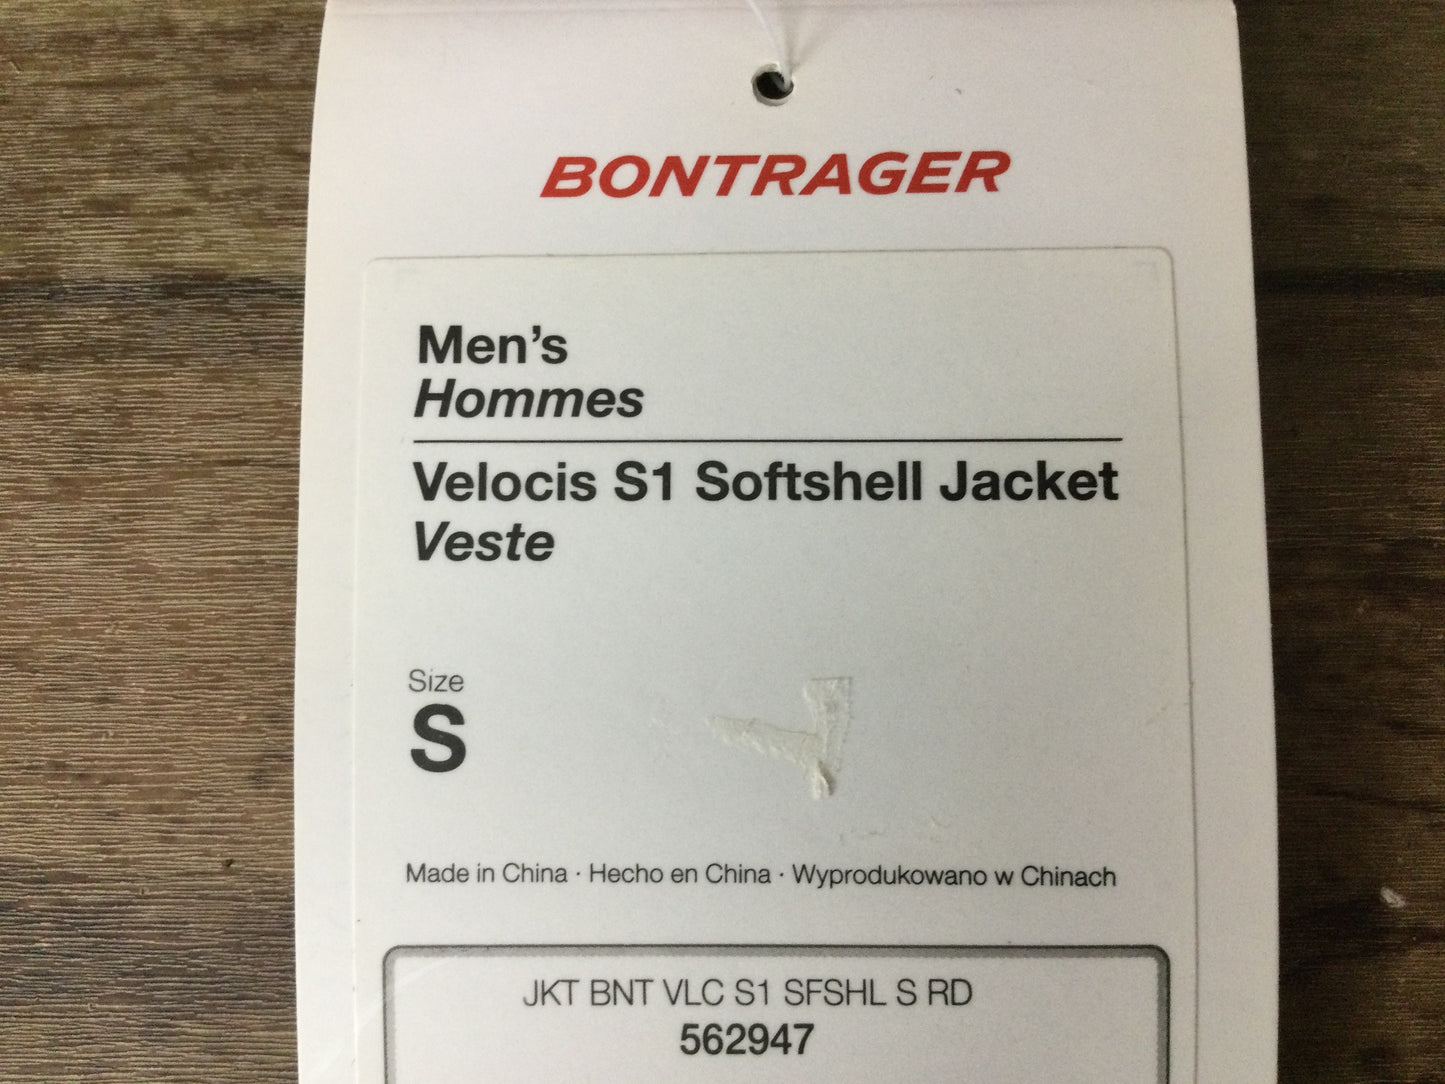 BONTRAGER
Men's
Hommes
Velocis S1 Softshell Jacket
Veste
Size
S
Made in China · Hecho en China · Wyprodukowano w Chinach
JKT BNT VLC S1 SFSHL S RD
562947